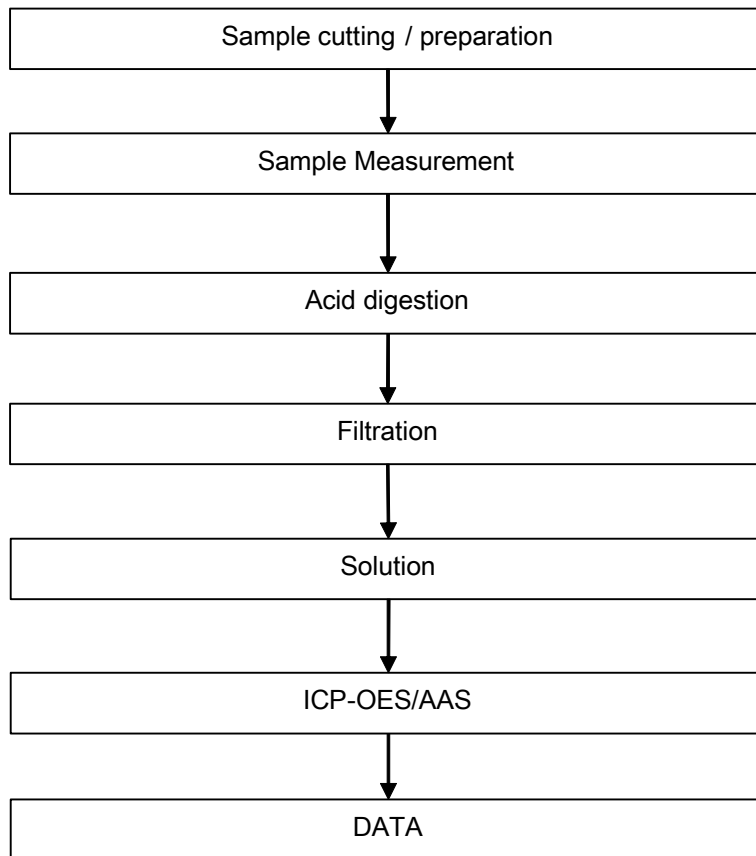 Sample cutting / preparation
Sample Measurement
Acid digestion
Filtration
Solution
ICP-OES/AAS
DATA